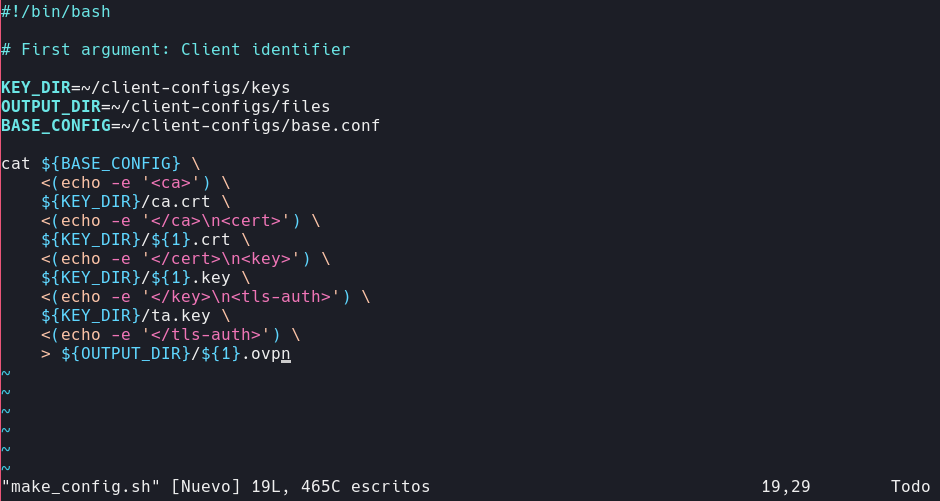 #!/bin/bash

# First argument: Client identifier

KEY_DIR=~/client-configs/keys
OUTPUT_DIR=~/client-configs/files
BASE_CONFIG=~/client-configs/base.conf

cat ${BASE_CONFIG} \
    <(echo -e '<ca>') \
    ${KEY_DIR}/ca.crt \
    <(echo -e '</ca>\n<cert>') \
    ${KEY_DIR}/${1}.crt \
    <(echo -e '</cert>\n<key>') \
    ${KEY_DIR}/${1}.key \
    <(echo -e '</key>\n<tls-auth>') \
    ${KEY_DIR}/ta.key \
    <(echo -e '</tls-auth>') \
    > ${OUTPUT_DIR}/${1}.ovpn
~
~
~
~
~
~
"make_config.sh" [Nuevo] 19L, 465C escritos 19,29 Todo